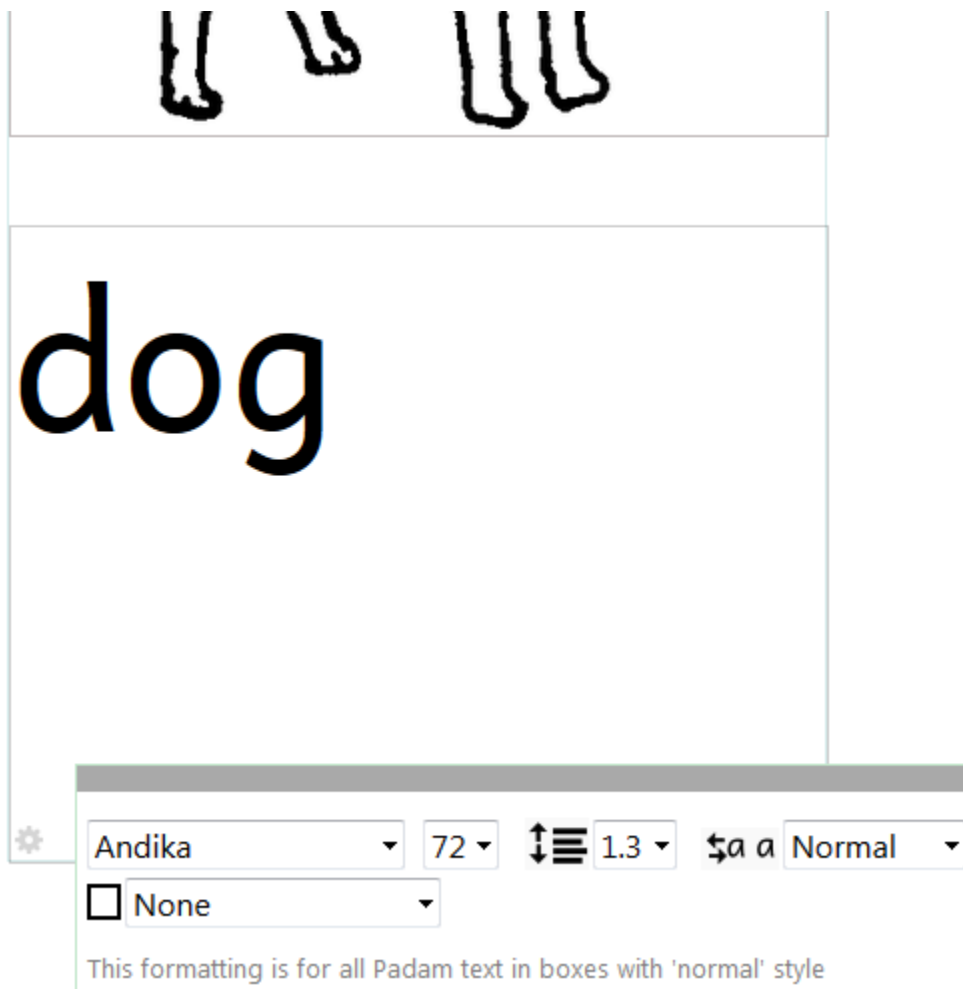 dog
Andika 72 1.3 a a Normal
None
This formatting is for all Padam text in boxes with 'normal' style